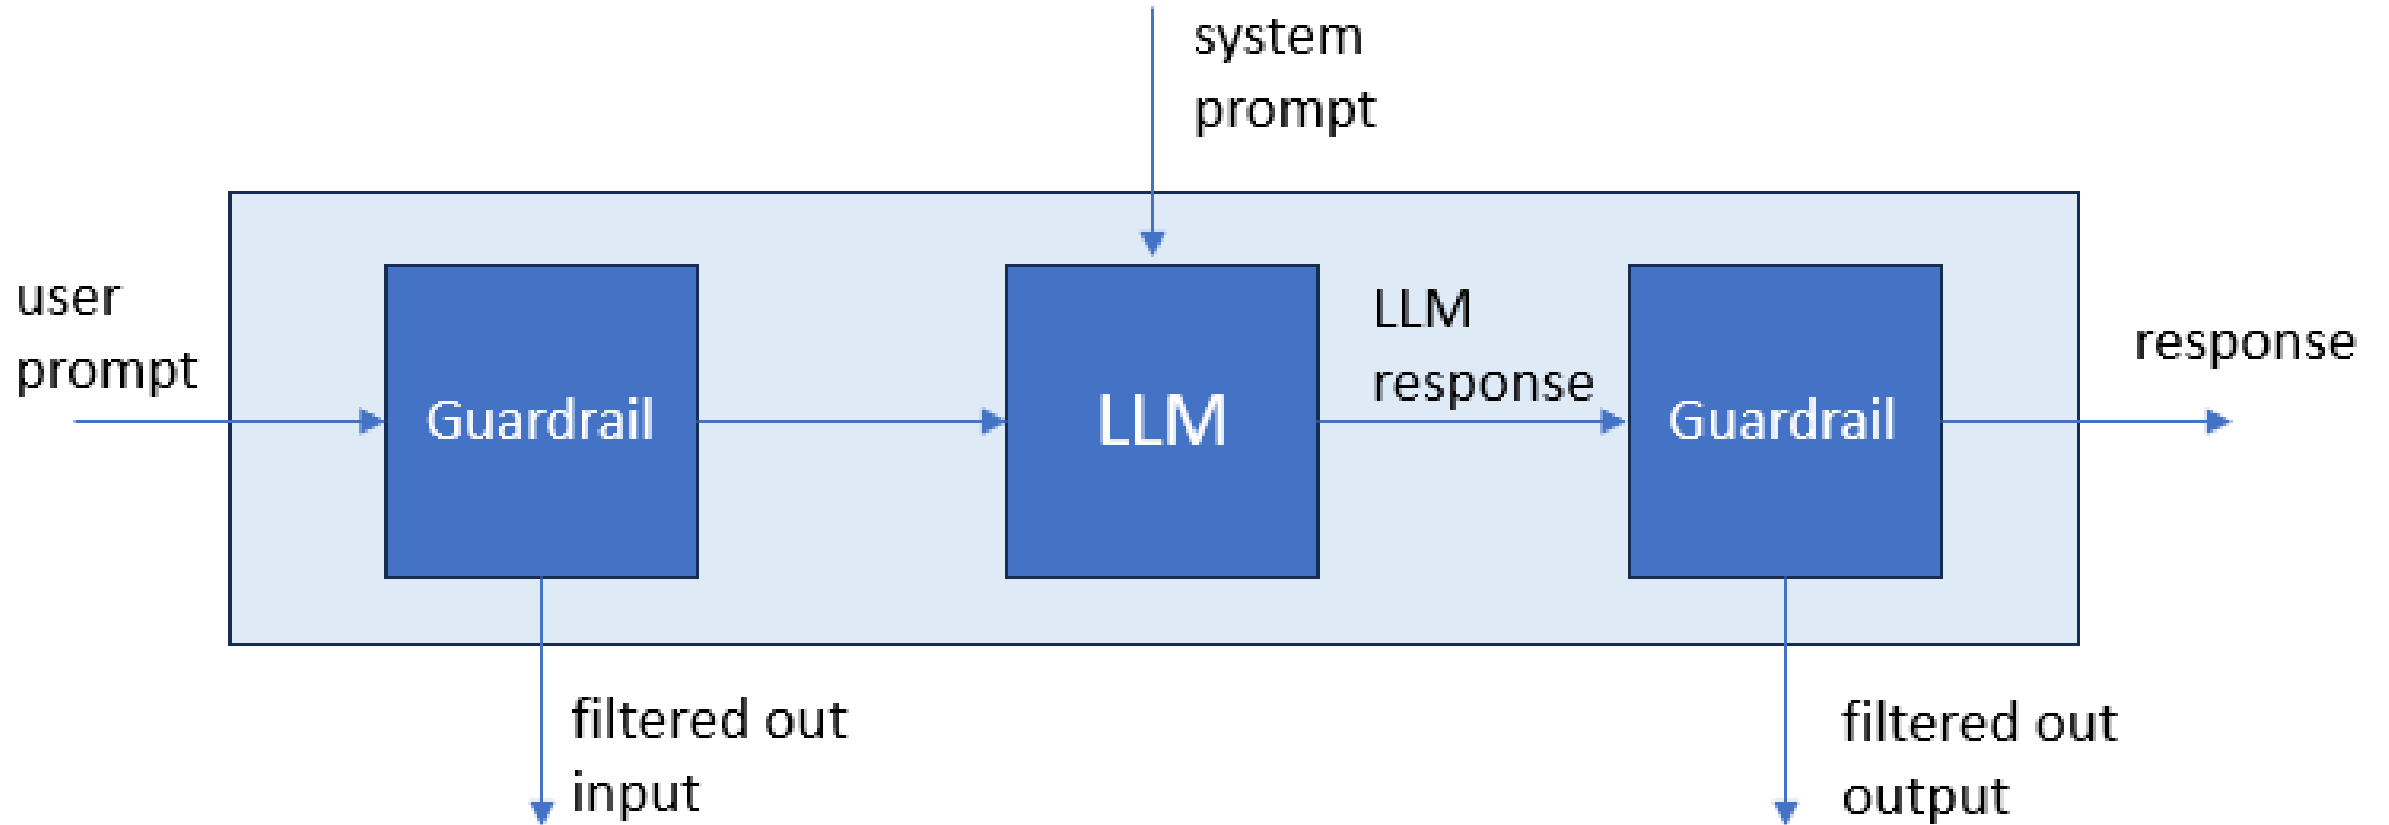 system
prompt
user
prompt
Guardrail
LLM
LLM
response
Guardrail
response
filtered out
input
filtered out
output